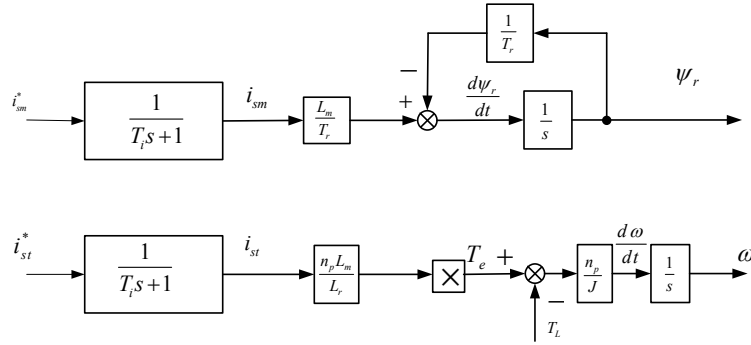 1
T_r
−
i*_sm
1
T_i s+1
i_sm
L_m
T_r
+
dψ_r
dt
1
s
ψ_r
i*_st
1
T_i s+1
i_st
n_p L_m
L_r
×
T_e
+
−
T_L
n_p
J
dω
dt
1
s
ω